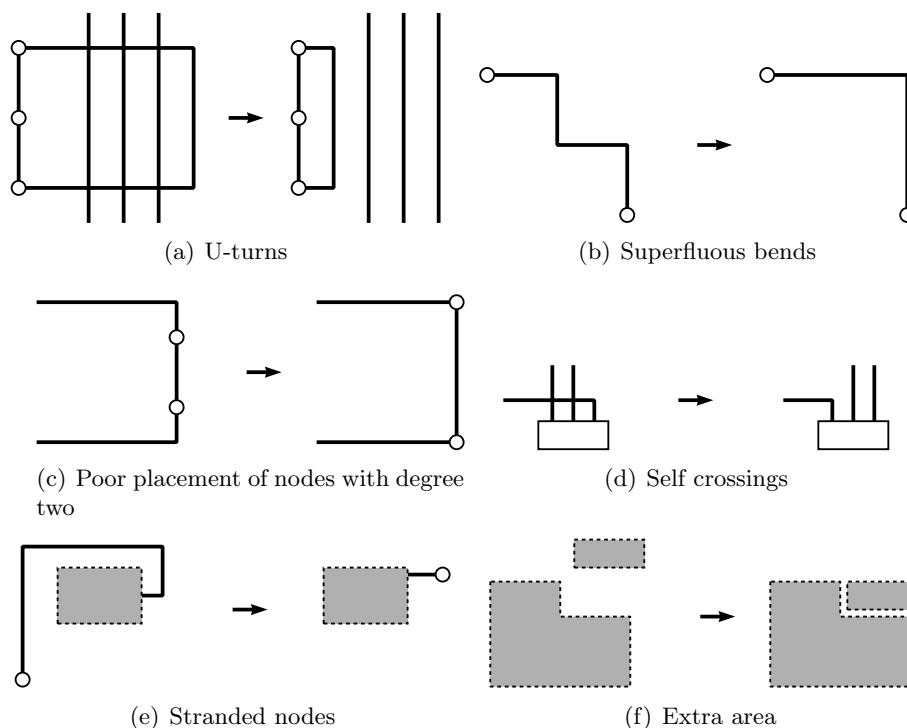 (a) U-turns
(b) Superfluous bends
(c) Poor placement of nodes with degree
two
(d) Self crossings
(e) Stranded nodes
(f) Extra area